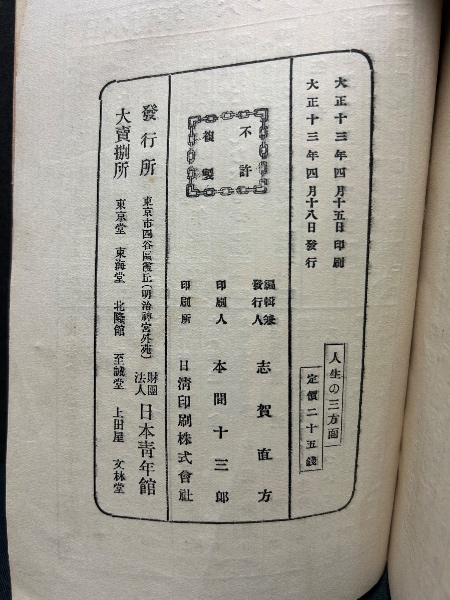 大正十三年四月十五日印刷
大正十三年四月十八日發行
人生の三方面
定價二十五錢
不許
複製
編輯兼
發行人
志賀直方
印刷人 本間十三郎
印刷所 日清印刷株式會社
發行所 東京市四谷區霞丘(明治神宮外苑) 財團法人 日本青年館
大賣捌所 東京堂 東海堂 北隆館 至誠堂 上田屋 文林堂